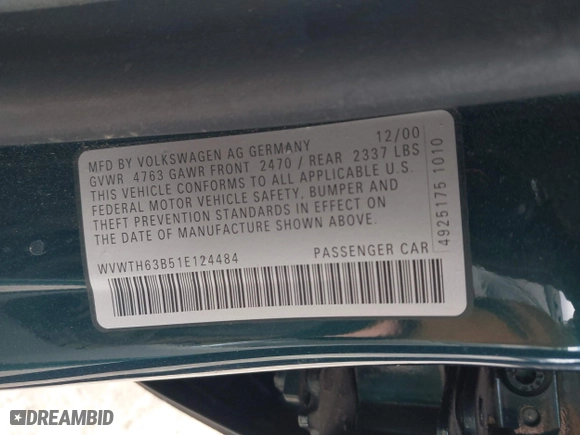 MFD BY VOLKSWAGEN AG GERMANY 12/00
GVWR 4763 GAWR FRONT 2470 / REAR 2337 LBS
THIS VEHICLE CONFORMS TO ALL APPLICABLE U.S.
FEDERAL MOTOR VEHICLE SAFETY, BUMPER AND
THEFT PREVENTION STANDARDS IN EFFECT ON
THE DATE OF MANUFACTURE SHOWN ABOVE.
WVWTH63B51E124484 PASSENGER CAR
4925175 1010
DREAMBID